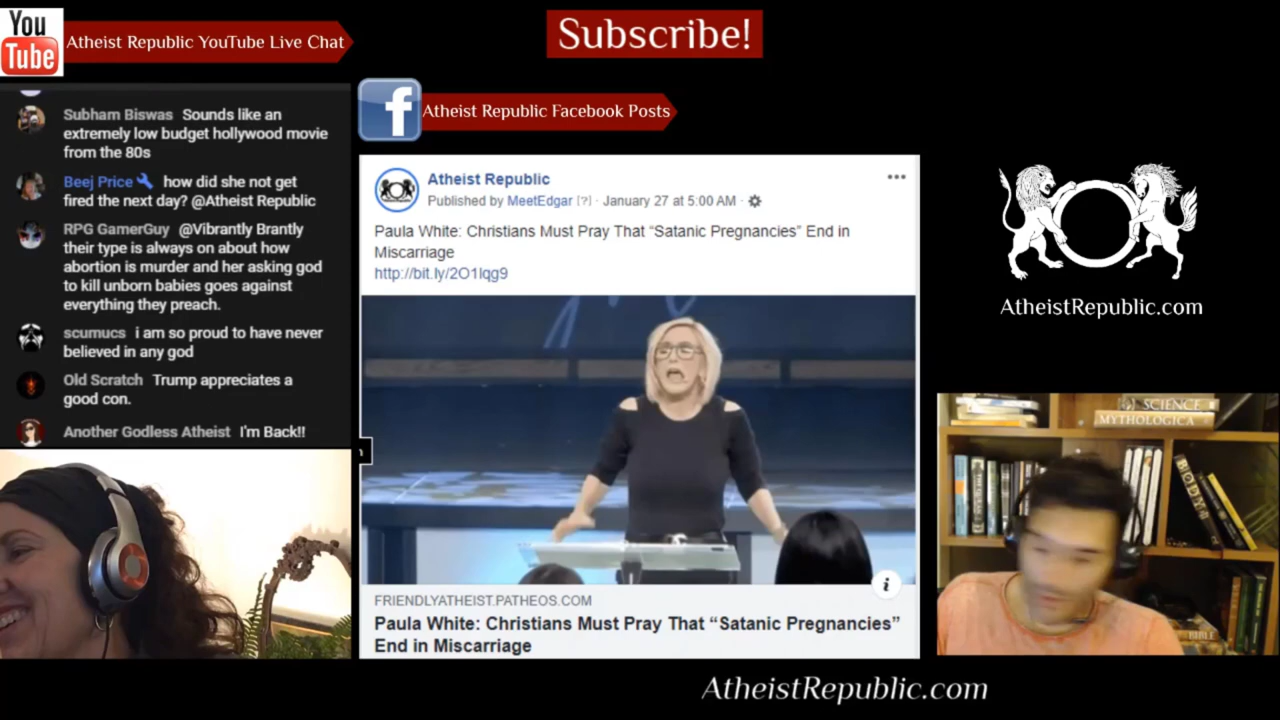 You
Tube
Atheist Republic YouTube Live Chat
Subscribe!
Subham Biswas Sounds like an
extremely low budget hollywood movie
from the 80s
Beej Price how did she not get
fired the next day? @Atheist Republic
RPG GamerGuy @Vibrantly Brantly
their type is always on about how
abortion is murder and her asking god
to kill unborn babies goes against
everything they preach.
scumucs i am so proud to have never
believed in any god
Old Scratch Trump appreciates a
good con.
Another Godless Atheist I'm Back!!
f
Atheist Republic Facebook Posts
Atheist Republic
Published by MeetEdgar [?] · January 27 at 5:00 AM ·
Paula White: Christians Must Pray That “Satanic Pregnancies” End in
Miscarriage
http://bit.ly/2O1Iqg9
i
FRIENDLYATHEIST.PATHEOS.COM
Paula White: Christians Must Pray That “Satanic Pregnancies”
End in Miscarriage
AtheistRepublic.com
SCIENCE
MYTHOLOGICA
BIBLE
AtheistRepublic.com